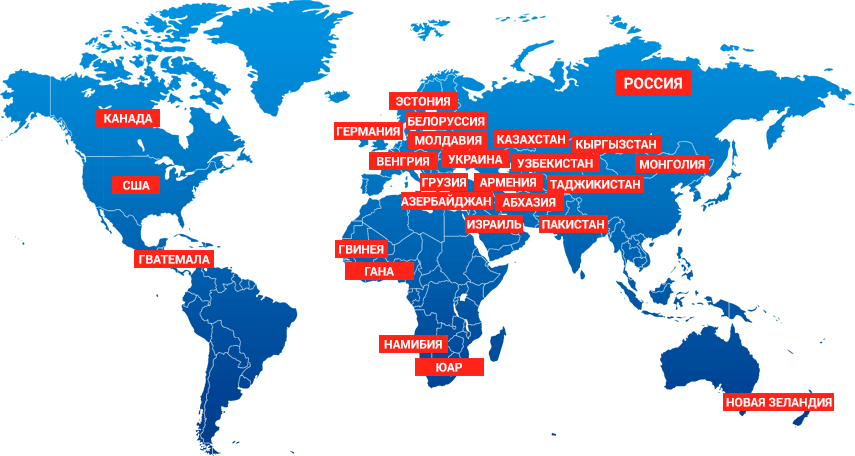 РОССИЯ
ЭСТОНИЯ
КАНАДА
БЕЛОРУССИЯ
ГЕРМАНИЯ
МОЛДАВИЯ
КАЗАХСТАН
КЫРГЫЗСТАН
ВЕНГРИЯ
УКРАИНА
УЗБЕКИСТАН
МОНГОЛИЯ
США
ГРУЗИЯ
АРМЕНИЯ
ТАДЖИКИСТАН
АЗЕРБАЙДЖАН
АБХАЗИЯ
ИЗРАИЛЬ
ПАКИСТАН
ГВИНЕЯ
ГВАТЕМАЛА
ГАНА
НАМИБИЯ
ЮАР
НОВАЯ ЗЕЛАНДИЯ